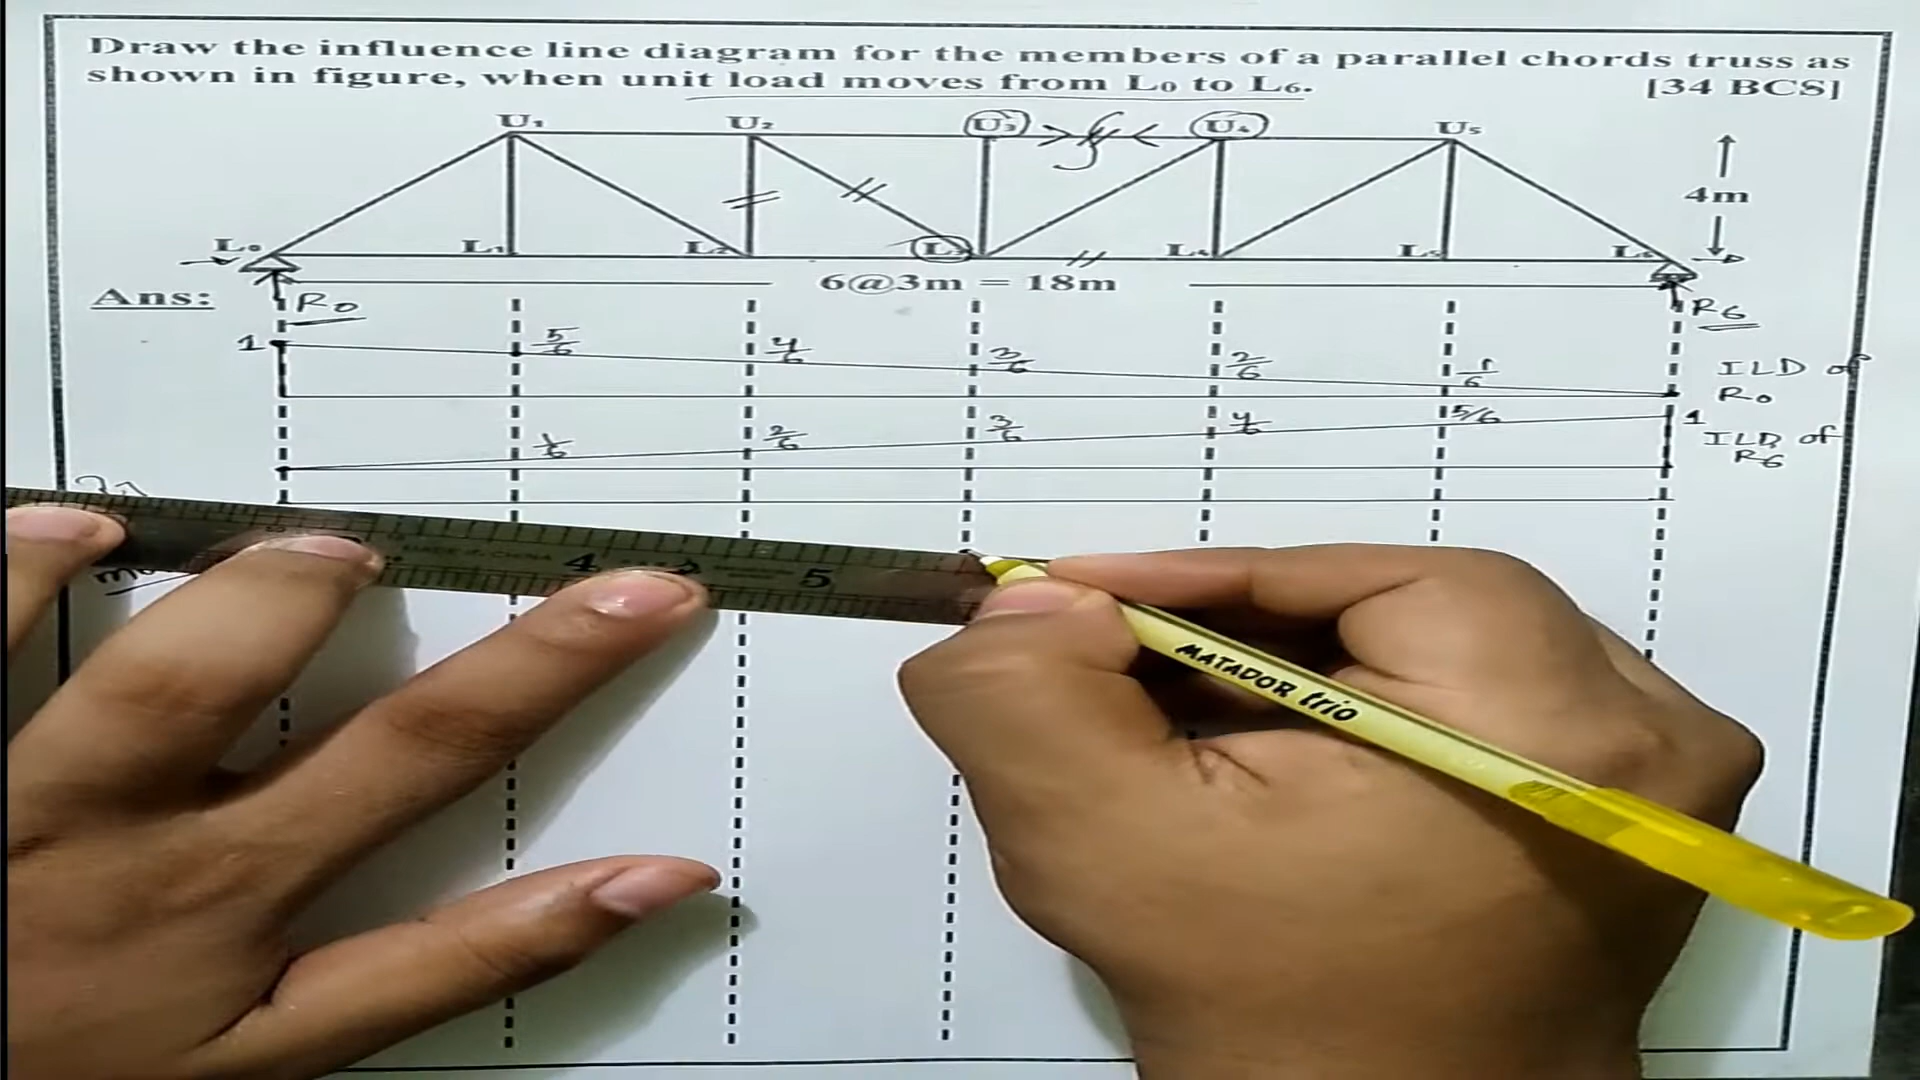 Draw the influence line diagram for the members of a parallel chords truss as
shown in figure, when unit load moves from L₀ to L₆. [34 BCS]
U₁ U₂ U₃ U₄ U₅
4m
L₀ L₁ L₂ L₃ L₄ L₅ L₆
6@3m = 18m
Ans: R₀ R₆
1 5/6 4/6 3/6 2/6 1/6 ILD of
R₀
1/6 2/6 3/6 4/6 5/6 1 ILD of
R₆
MADE in CHINA 4 5
MATADOR trio